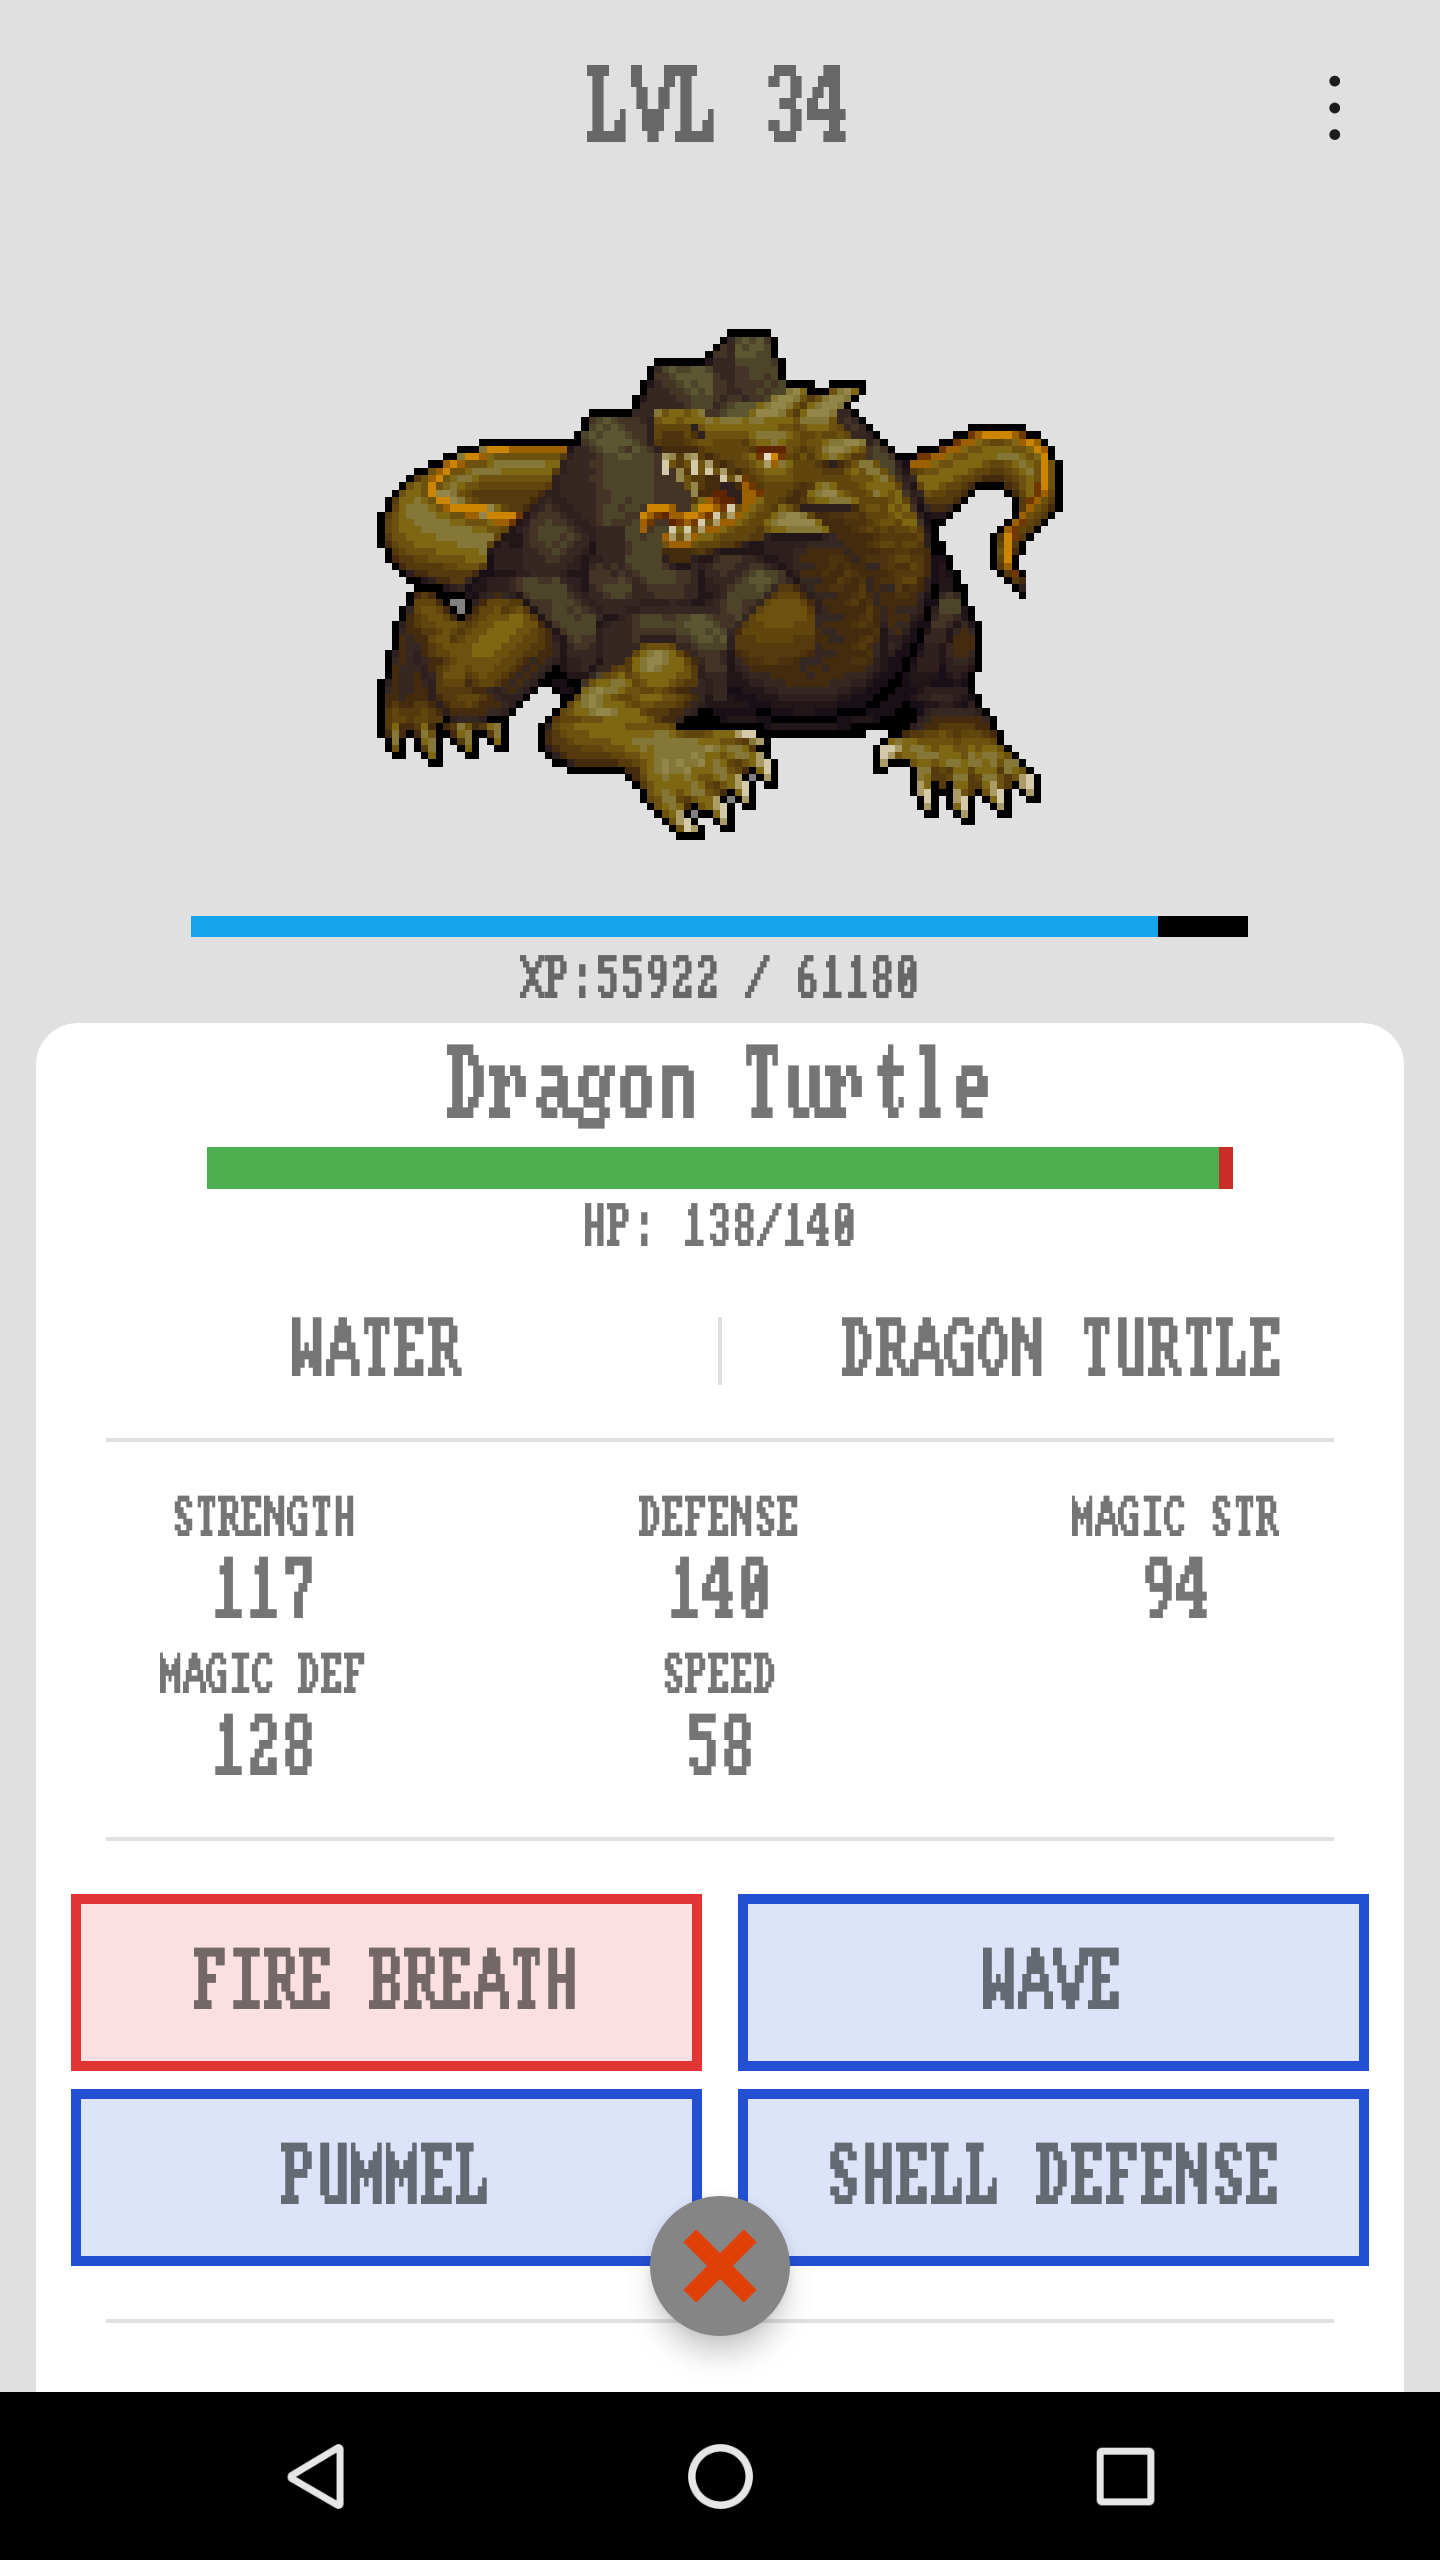 LVL 34
XP:55922 / 61180
Dragon Turtle
HP: 138/140
WATER
DRAGON TURTLE
STRENGTH
117
DEFENSE
140
MAGIC STR
94
MAGIC DEF
128
SPEED
58
FIRE BREATH
WAVE
PUMMEL
SHELL DEFENSE